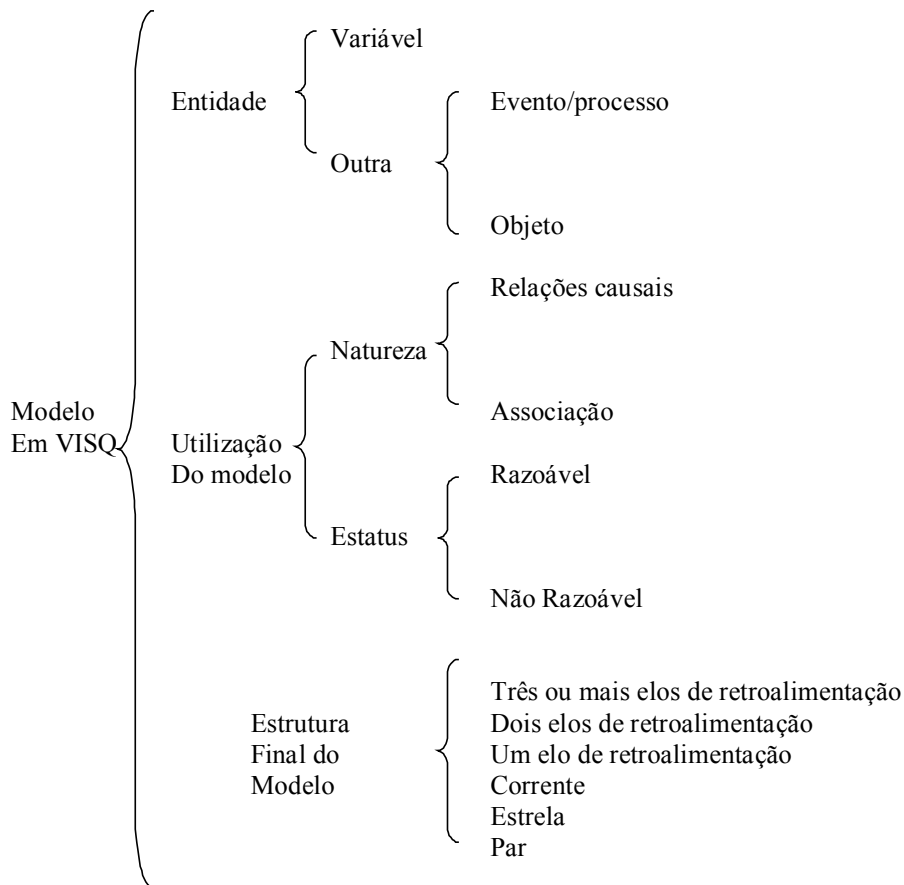 Variável
Entidade
Evento/processo
Outra
Objeto
Relações causais
Natureza
Associação
Modelo
Em VISQ
Utilização
Do modelo
Razoável
Estatus
Não Razoável
Estrutura
Final do
Modelo
Três ou mais elos de retroalimentação
Dois elos de retroalimentação
Um elo de retroalimentação
Corrente
Estrela
Par